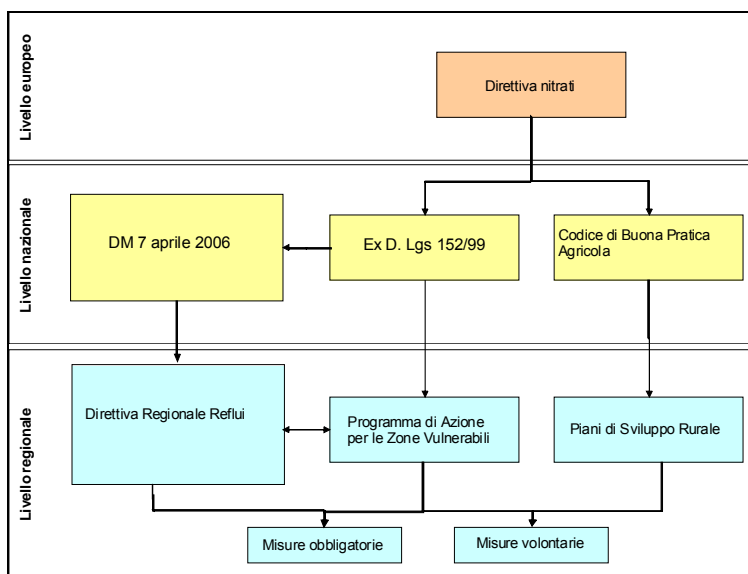 Livello europeo
Direttiva nitrati
Livello nazionale
DM 7 aprile 2006
Ex D. Lgs 152/99
Codice di Buona Pratica
Agricola
Livello regionale
Direttiva Regionale Reflui
Programma di Azione
per le Zone Vulnerabili
Piani di Sviluppo Rurale
Misure obbligatorie
Misure volontarie